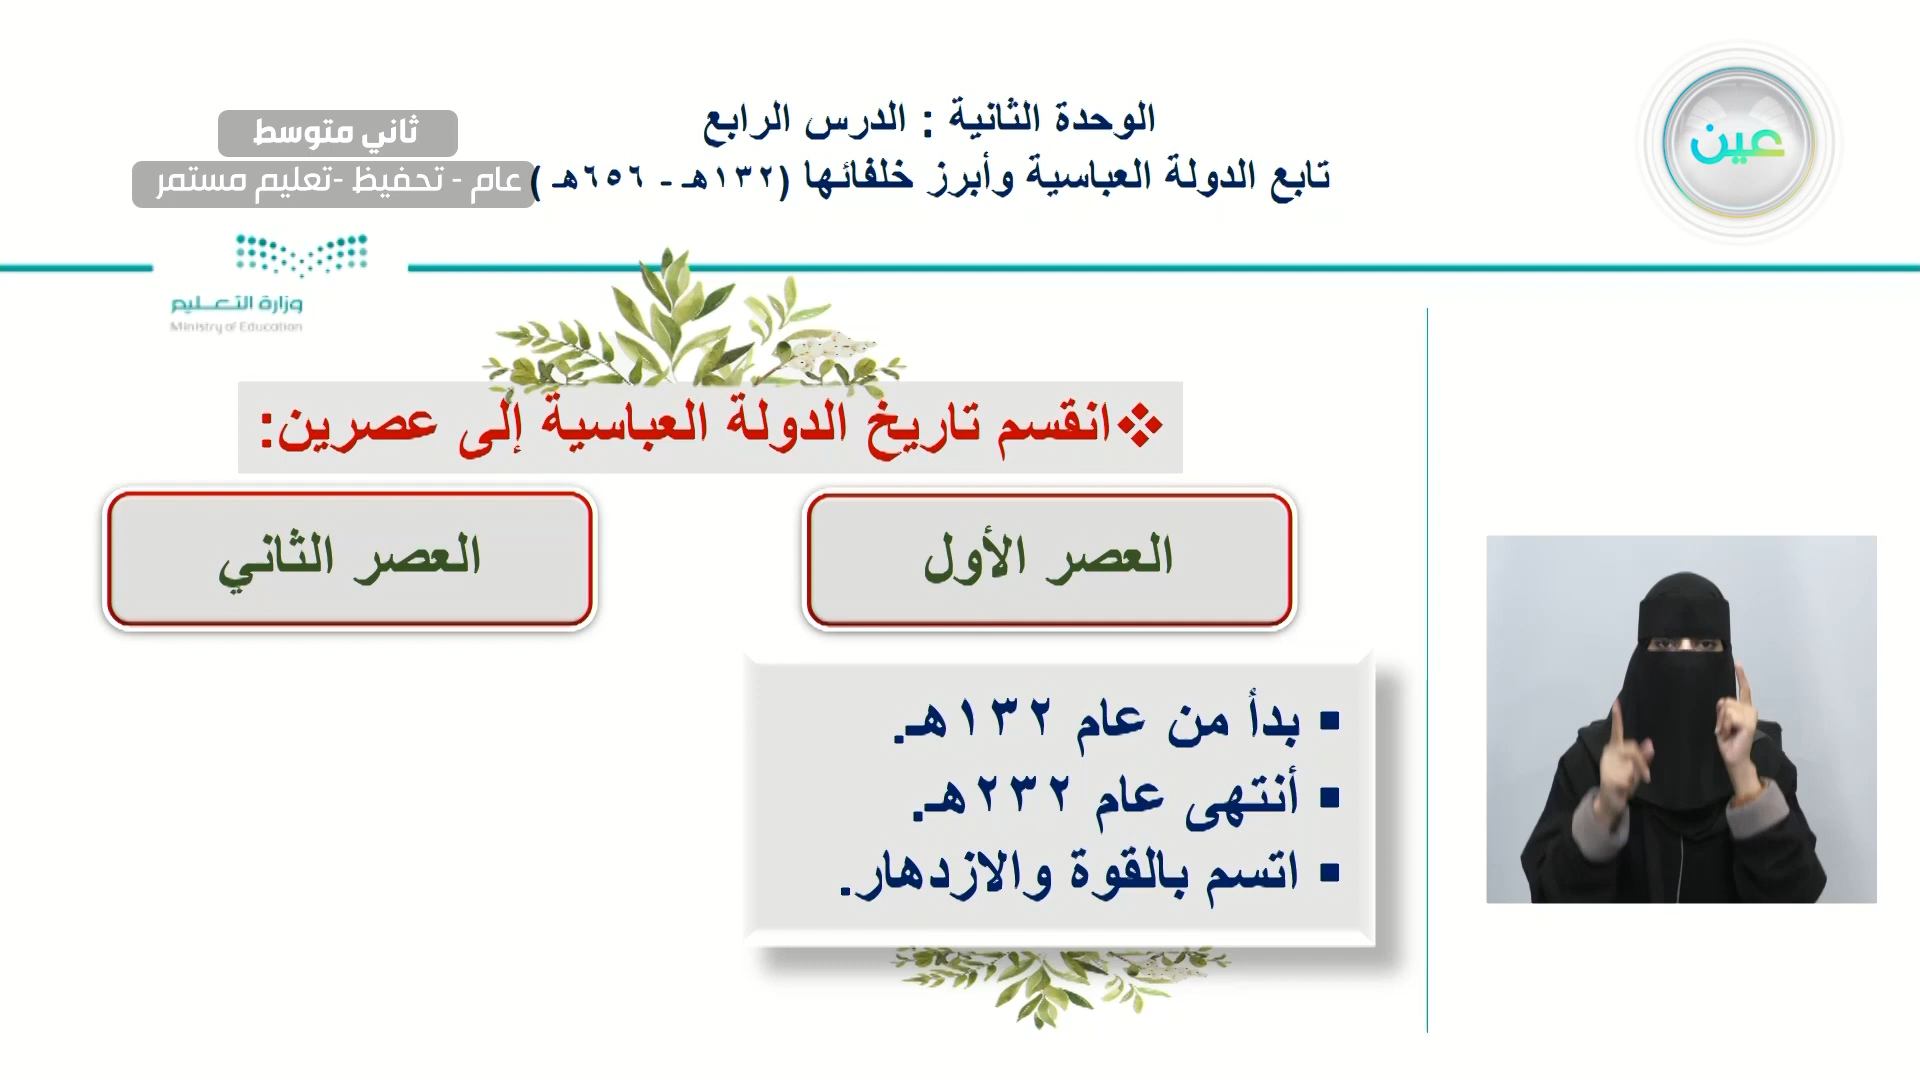 عين
الوحدة الثانية : الدرس الرابع
تابع الدولة العباسية وأبرز خلفائها (١٣٢هـ - ٦٥٦هـ )
ثاني متوسط
عام - تحفيظ -تعليم مستمر
وزارة التعليم
Ministry of Education
❖انقسم تاريخ الدولة العباسية إلى عصرين:
العصر الأول
▪ بدأ من عام ١٣٢هـ.
▪ أنتهى عام ٢٣٢هـ.
▪ اتسم بالقوة والازدهار.
العصر الثاني